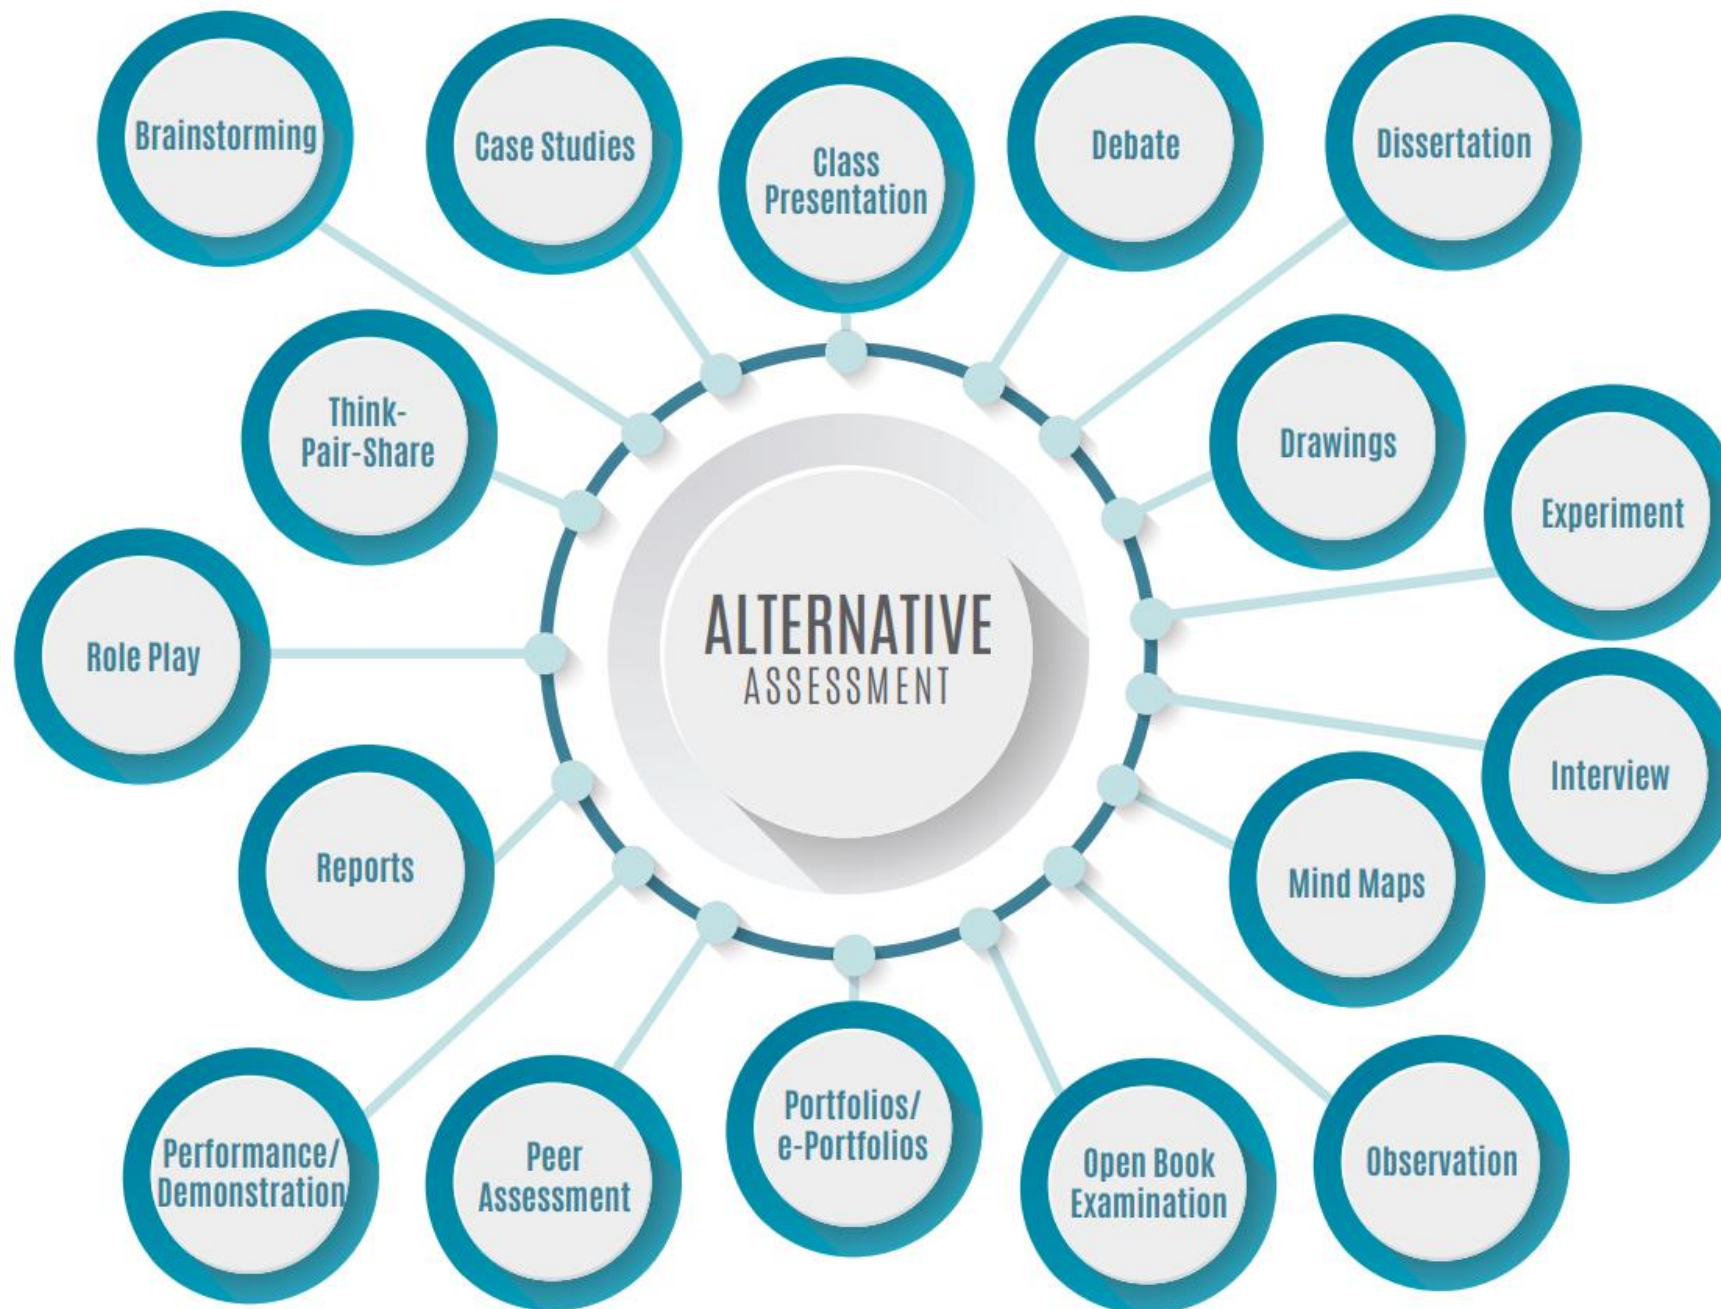 Brainstorming
Case Studies
Class
Presentation
Debate
Dissertation
Think-
Pair-Share
Drawings
Experiment
Role Play
ALTERNATIVE
ASSESSMENT
Interview
Reports
Mind Maps
Performance/
Demonstration
Peer
Assessment
Portfolios/
e-Portfolios
Open Book
Examination
Observation